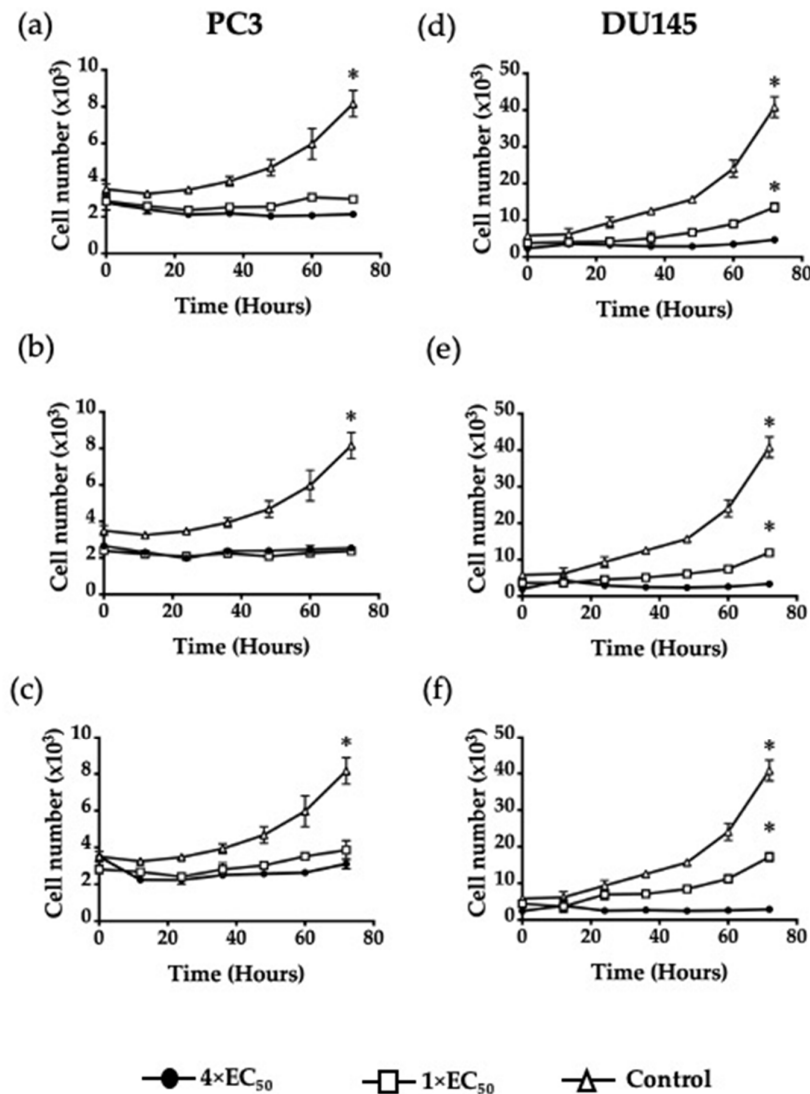 PC3
DU145
(a)
Cell number (x10³)
10
8
6
4
2
0
0 20 40 60 80
Time (Hours)
*
(d)
Cell number (x10³)
50
40
30
20
10
0
0 20 40 60 80
Time (Hours)
*
*
(b)
Cell number (x10³)
10
8
6
4
2
0
0 20 40 60 80
Time (Hours)
*
(e)
Cell number (x10³)
50
40
30
20
10
0
0 20 40 60 80
Time (Hours)
*
*
(c)
Cell number (x10³)
10
8
6
4
2
0
0 20 40 60 80
Time (Hours)
*
(f)
Cell number (x10³)
50
40
30
20
10
0
0 20 40 60 80
Time (Hours)
*
*
4×EC₅₀ 1×EC₅₀ Control